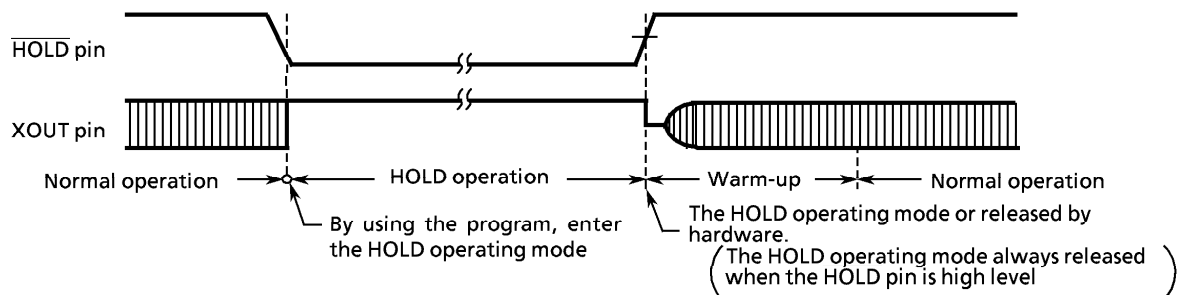 HOLD pin
XOUT pin
Normal operation
HOLD operation
Warm-up
Normal operation
By using the program, enter
the HOLD operating mode
The HOLD operating mode or released by
hardware.
(The HOLD operating mode always released
when the HOLD pin is high level)